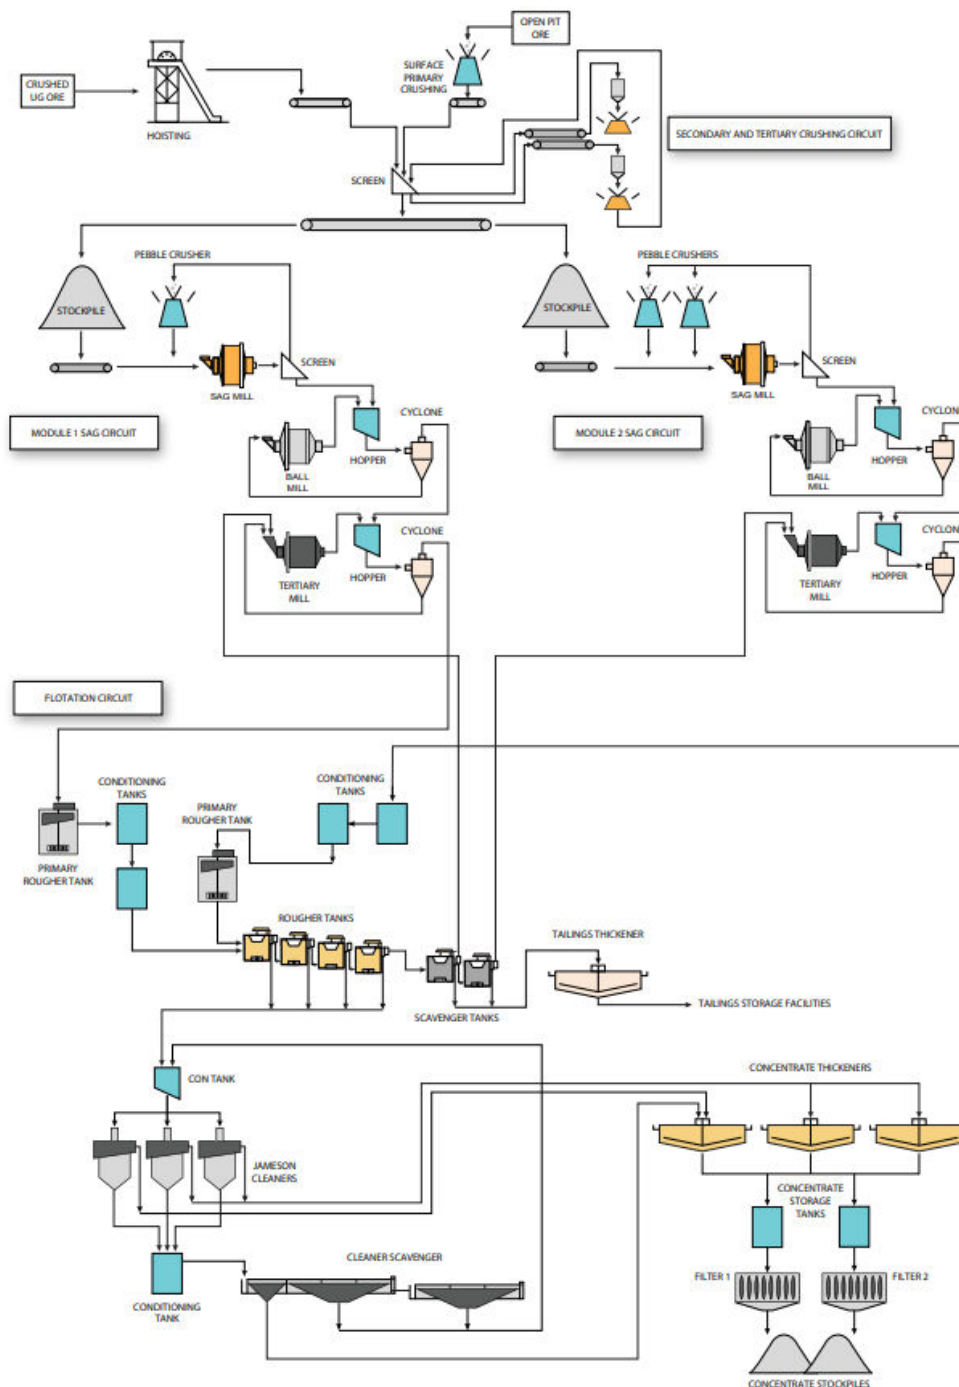 OPEN PIT
ORE
CRUSHED
UG ORE
HOISTING
SURFACE
PRIMARY
CRUSHING
SECONDARY AND TERTIARY CRUSHING CIRCUIT
SCREEN
PEBBLE CRUSHER
PEBBLE CRUSHERS
STOCKPILE
STOCKPILE
SCREEN
SCREEN
SAG MILL
SAG MILL
MODULE 1 SAG CIRCUIT
MODULE 2 SAG CIRCUIT
CYCLONE
CYCLONE
HOPPER
HOPPER
BALL
MILL
BALL
MILL
CYCLONE
CYCLONE
HOPPER
HOPPER
TERTIARY
MILL
TERTIARY
MILL
FLOTATION CIRCUIT
CONDITIONING
TANKS
CONDITIONING
TANKS
PRIMARY
ROUGHER TANK
PRIMARY
ROUGHER TANK
ROUGHER TANKS
TAILINGS THICKENER
SCAVENGER TANKS
TAILINGS STORAGE FACILITIES
CON TANK
CONCENTRATE THICKENERS
JAMESON
CLEANERS
CONCENTRATE
STORAGE
TANKS
CLEANER SCAVENGER
FILTER 1
FILTER 2
CONDITIONING
TANK
CONCENTRATE STOCKPILES